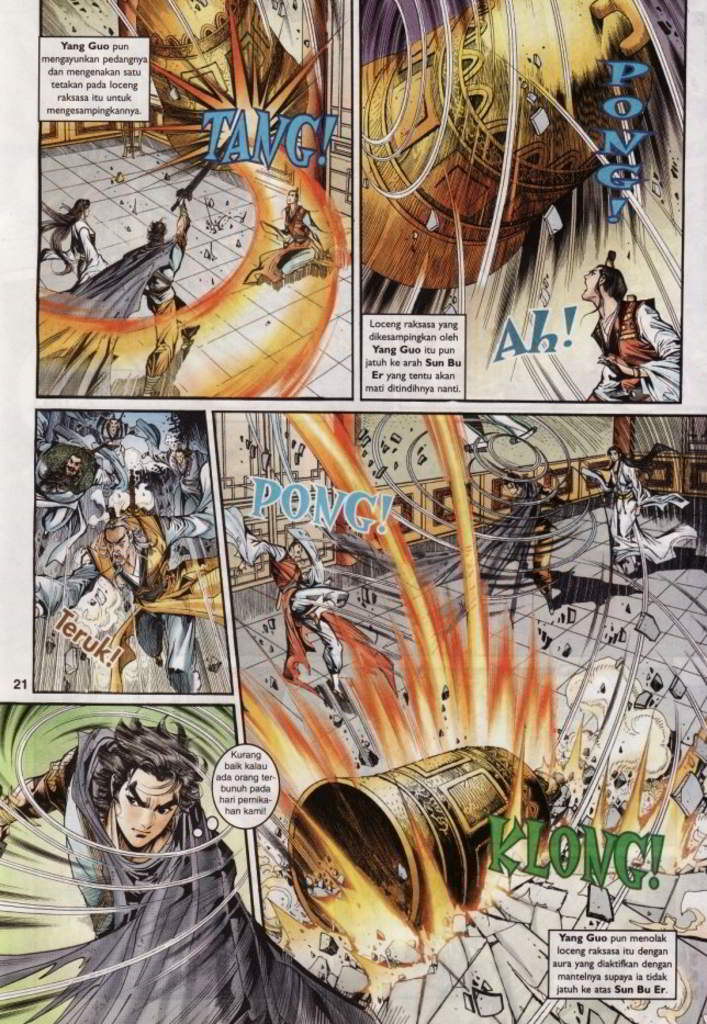 Yang Guo pun
mengayunkan pedangnya
dan mengenakan satu
tetakan pada loceng
raksasa itu untuk
mengesampingkannya.
TANG!
PONG!
Loceng raksasa yang
dikesampingkan oleh
Yang Guo itu pun
jatuh ke arah Sun Bu
Er yang tentu akan
mati ditindihnya nanti.
Ah!
Teruk!
PONG!
21
Kurang
baik kalau
ada orang ter-
bunuh pada
hari pernika-
han kami!
KLONG!
Yang Guo pun menolak
loceng raksasa itu dengan
aura yang diaktifkan dengan
mantelnya supaya ia tidak
jatuh ke atas Sun Bu Er.